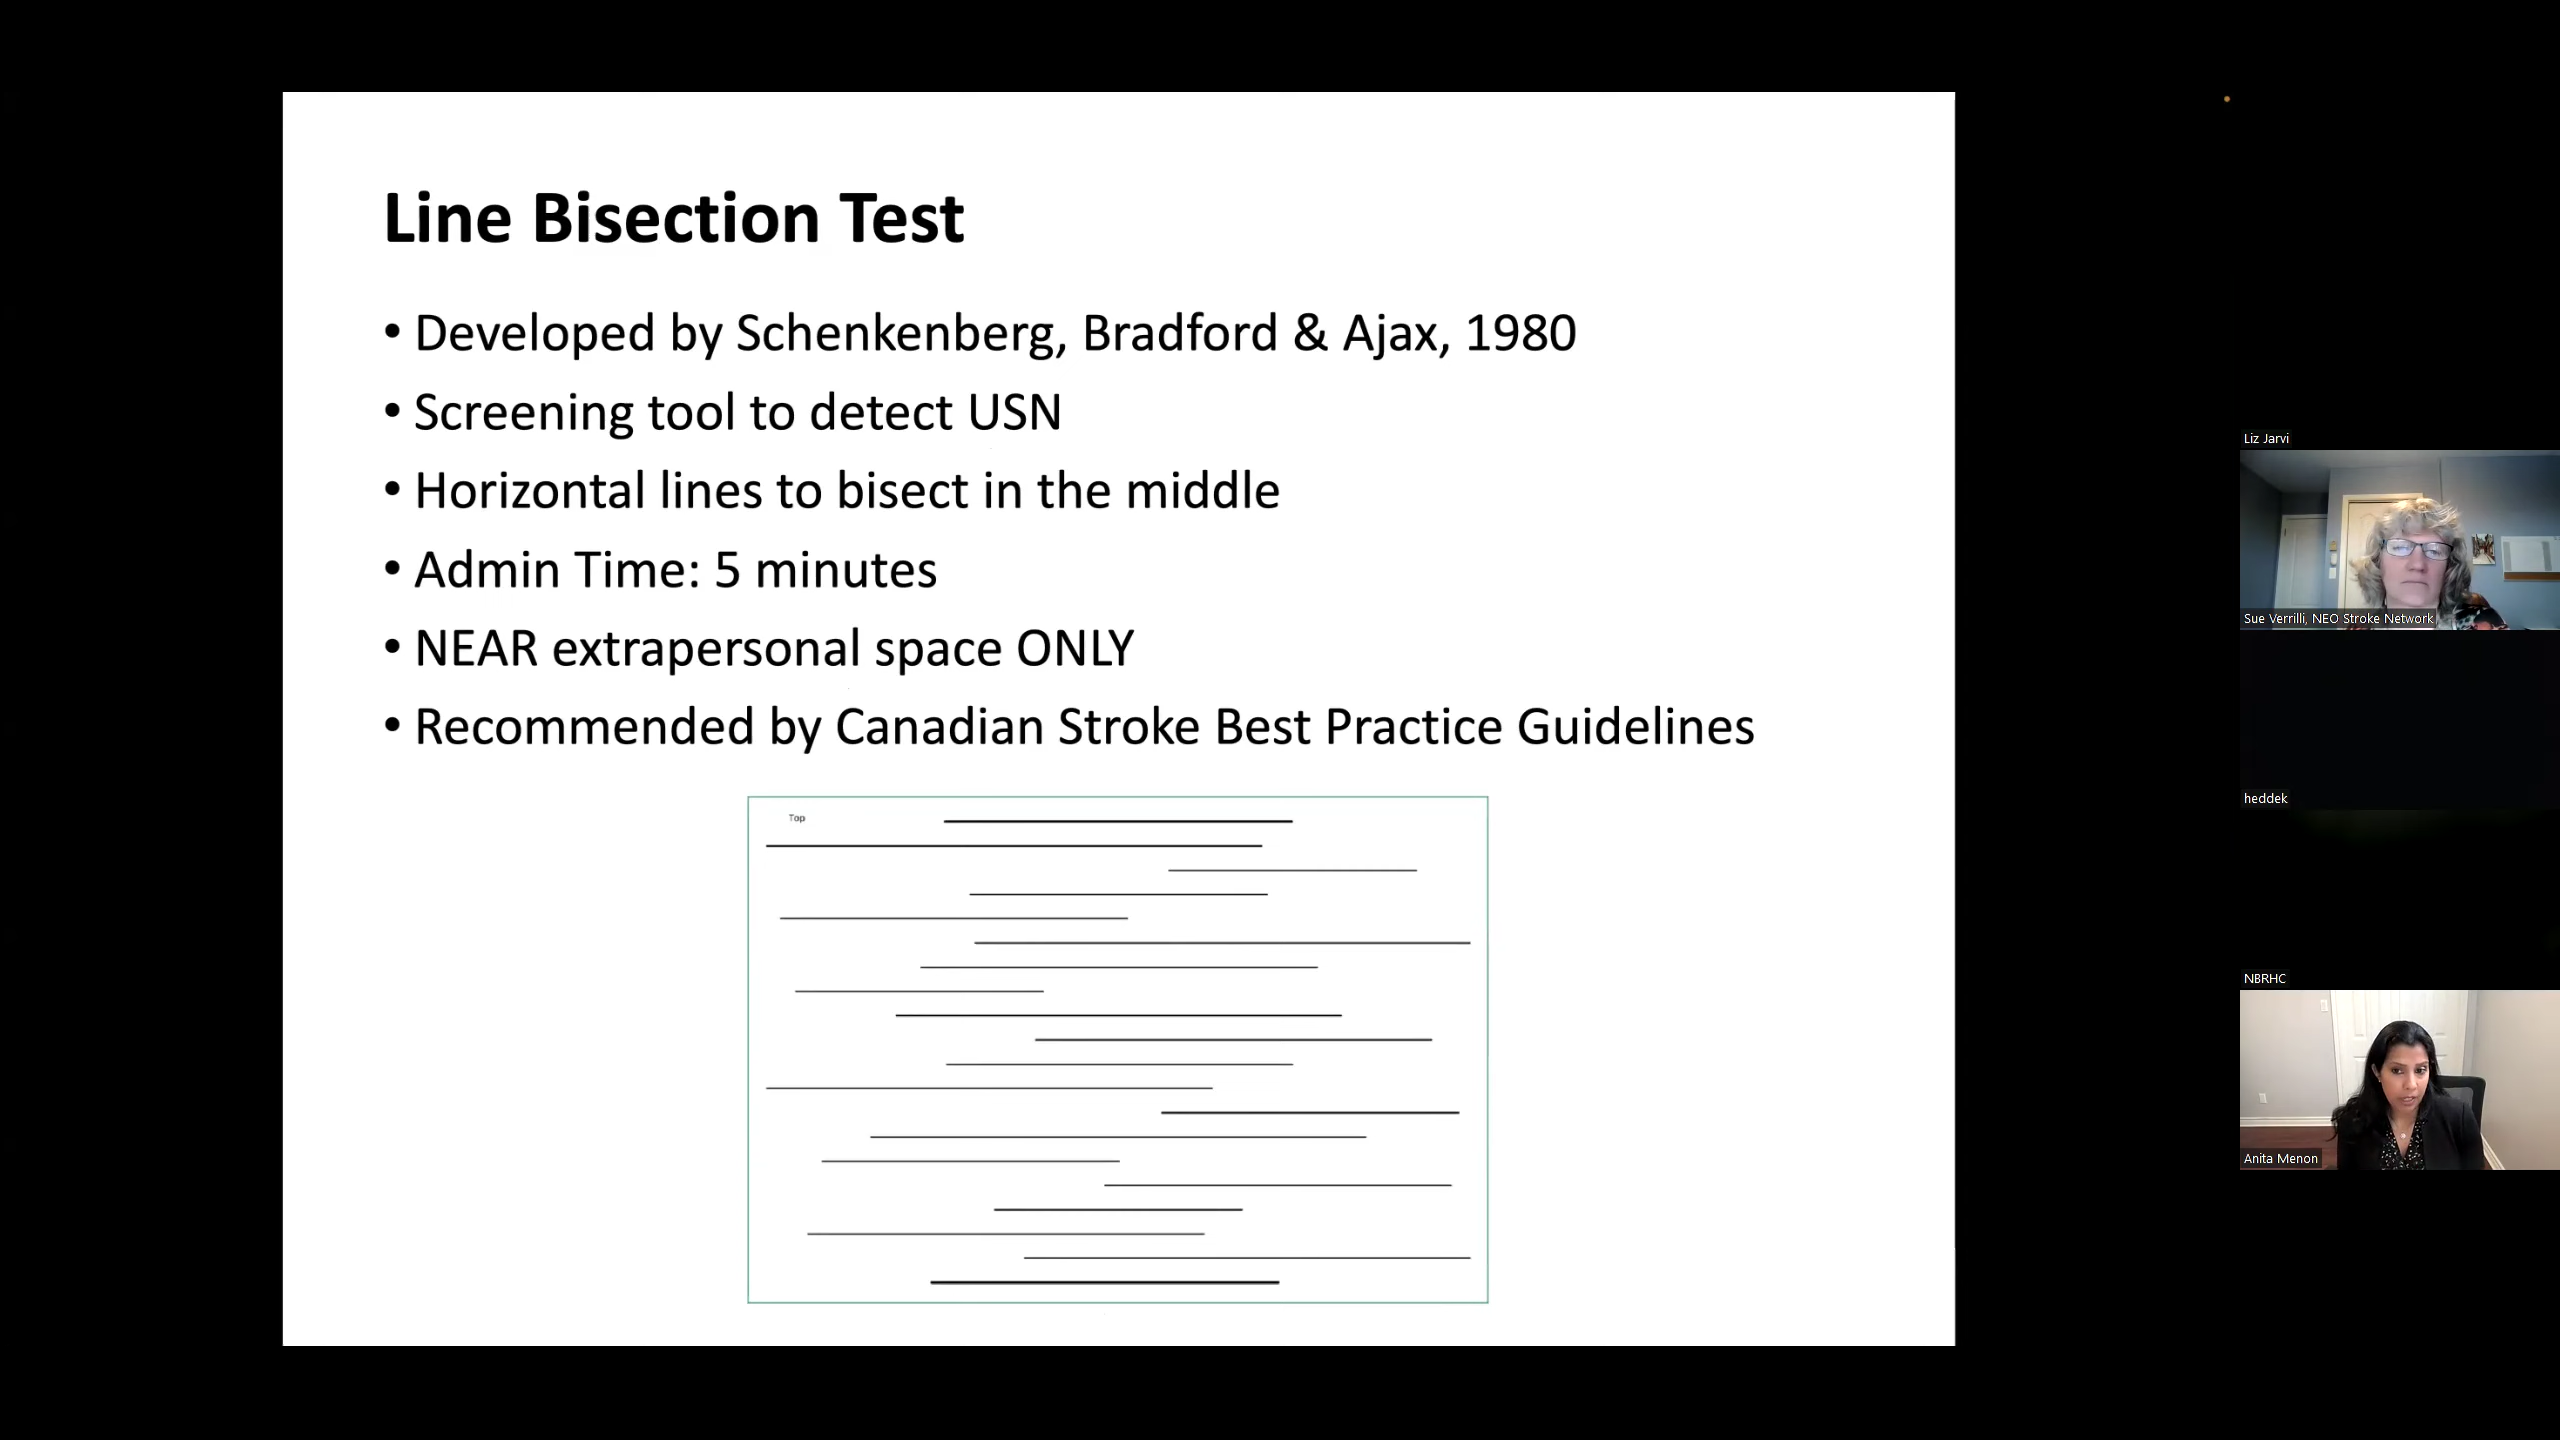 Line Bisection Test
• Developed by Schenkenberg, Bradford & Ajax, 1980
• Screening tool to detect USN
• Horizontal lines to bisect in the middle
• Admin Time: 5 minutes
• NEAR extrapersonal space ONLY
• Recommended by Canadian Stroke Best Practice Guidelines
Top
Liz Jarvi
Sue Verrilli, NEO Stroke Network
heddek
NBRHC
Anita Menon